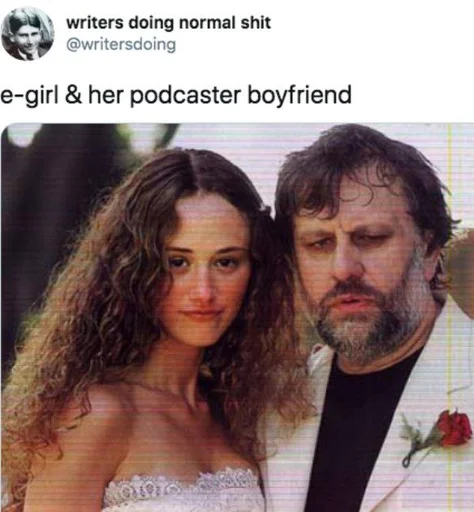 writers doing normal shit
@writersdoing
e-girl & her podcaster boyfriend